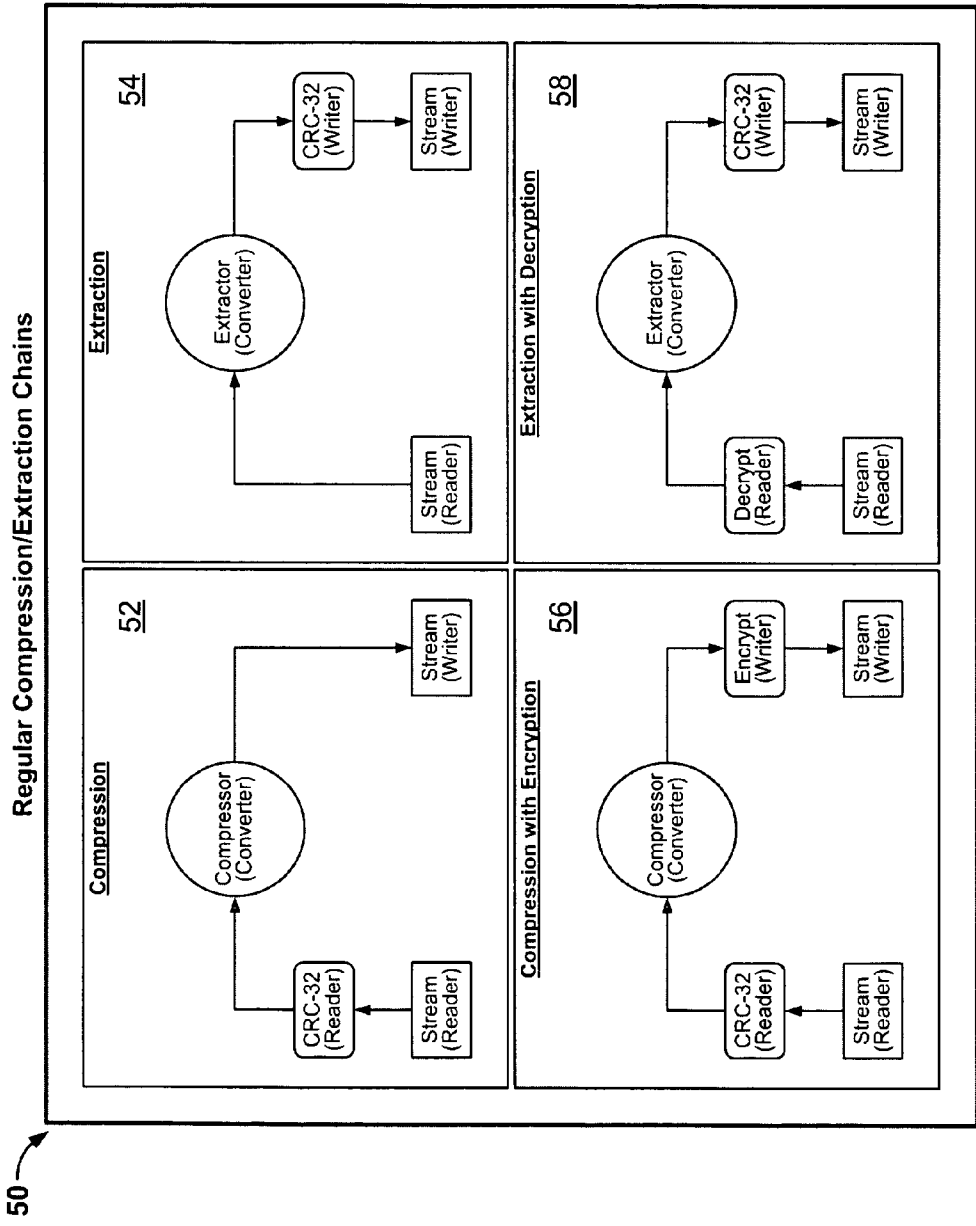 Regular Compression/Extraction Chains
50
Compression
52
Compressor
(Converter)
CRC-32
(Reader)
Stream
(Reader)
Stream
(Writer)
Extraction
54
Extractor
(Converter)
Stream
(Reader)
CRC-32
(Writer)
Stream
(Writer)
Compression with Encryption
56
Compressor
(Converter)
CRC-32
(Reader)
Stream
(Reader)
Encrypt
(Writer)
Stream
(Writer)
Extraction with Decryption
58
Extractor
(Converter)
Decrypt
(Reader)
Stream
(Reader)
CRC-32
(Writer)
Stream
(Writer)